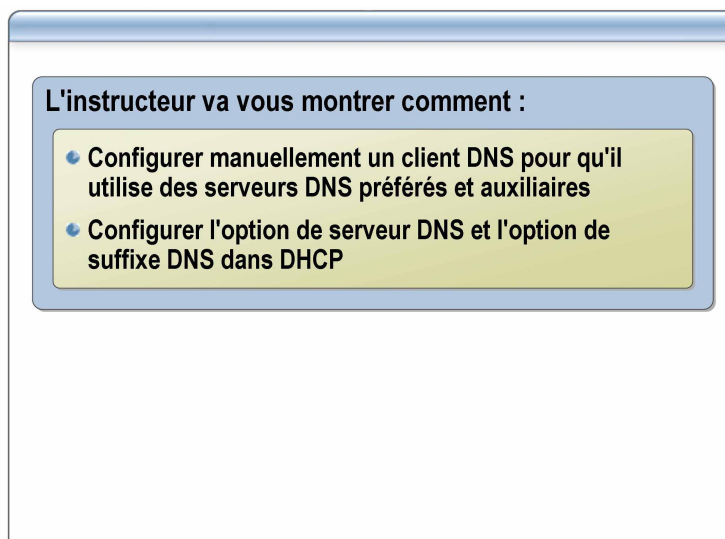 L'instructeur va vous montrer comment :
Configurer manuellement un client DNS pour qu'il
utilise des serveurs DNS préférés et auxiliaires
Configurer l'option de serveur DNS et l'option de
suffixe DNS dans DHCP